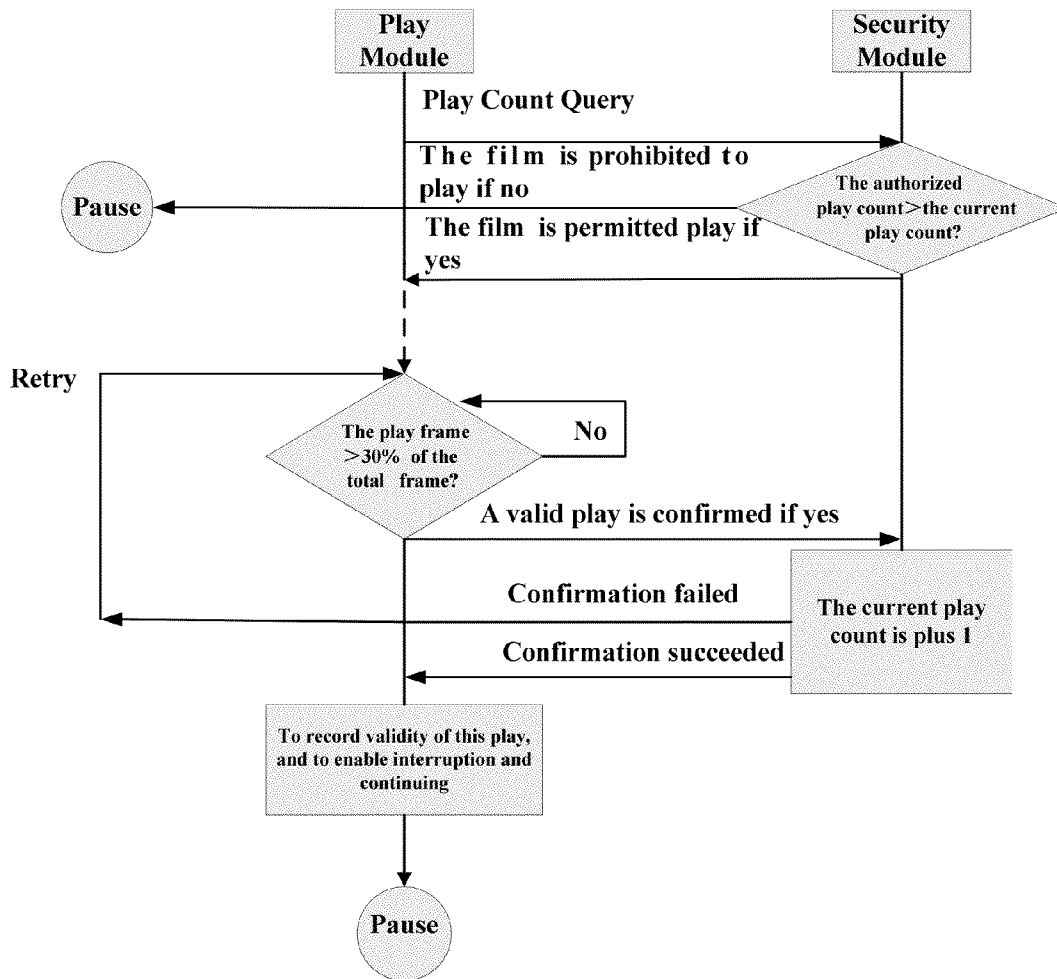 Play
Module
Security
Module
Play Count Query
The film is prohibited to
play if no
Pause
The authorized
play count＞the current
play count?
The film is permitted play if
yes
Retry
The play frame
＞30% of the
total frame?
No
A valid play is confirmed if yes
Confirmation failed
The current play
count is plus 1
Confirmation succeeded
To record validity of this play,
and to enable interruption and
continuing
Pause